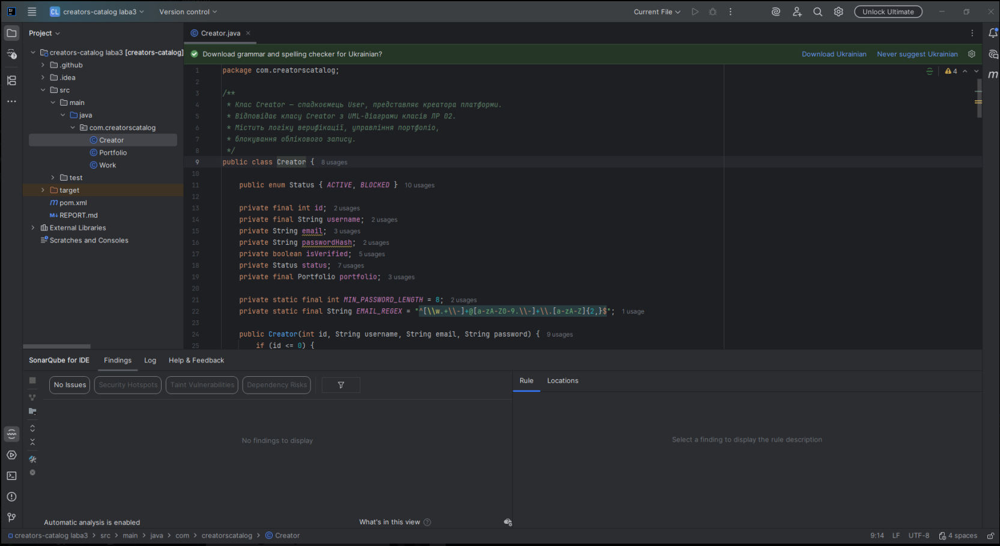 CL creators-catalog laba3 Version control Current File Unlock Ultimate
Project
Creator.java
creators-catalog laba3 [creators-catalog]
.github
.idea
src
main
java
com.creatorscatalog
Creator
Portfolio
Work
test
target
pom.xml
REPORT.md
External Libraries
Scratches and Consoles
Download grammar and spelling checker for Ukrainian? Download Ukrainian Never suggest Ukrainian
4
1 package com.creatorscatalog;
2
3 /**
4 * Клас Creator — спадкоємець User, представляє креатора платформи.
5 * Відповідає класу Creator з UML-діаграми класів ЛР 02.
6 * Містить логіку верифікації, управління портфоліо,
7 * блокування облікового запису.
8 */
9 public class Creator { 8 usages
10
11 public enum Status { ACTIVE, BLOCKED } 10 usages
12
13 private final int id; 2 usages
14 private final String username; 2 usages
15 private String email; 3 usages
16 private String passwordHash; 2 usages
17 private boolean isVerified; 5 usages
18 private Status status; 7 usages
19 private final Portfolio portfolio; 3 usages
20
21 private static final int MIN_PASSWORD_LENGTH = 8; 2 usages
22 private static final String EMAIL_REGEX = "^[\\w.+\\-]+@[a-zA-Z0-9.\\-]+\\.[a-zA-Z]{2,}$"; 1 usage
23
24 public Creator(int id, String username, String email, String password) { 9 usages
25 if (id <= 0) {
SonarQube for IDE Findings Log Help & Feedback
No Issues Security Hotspots Taint Vulnerabilities Dependency Risks
Rule Locations
No findings to display
Select a finding to display the rule description
Automatic analysis is enabled What's in this view
creators-catalog laba3 > src > main > java > com > creatorscatalog > Creator 9:14 LF UTF-8 4 spaces